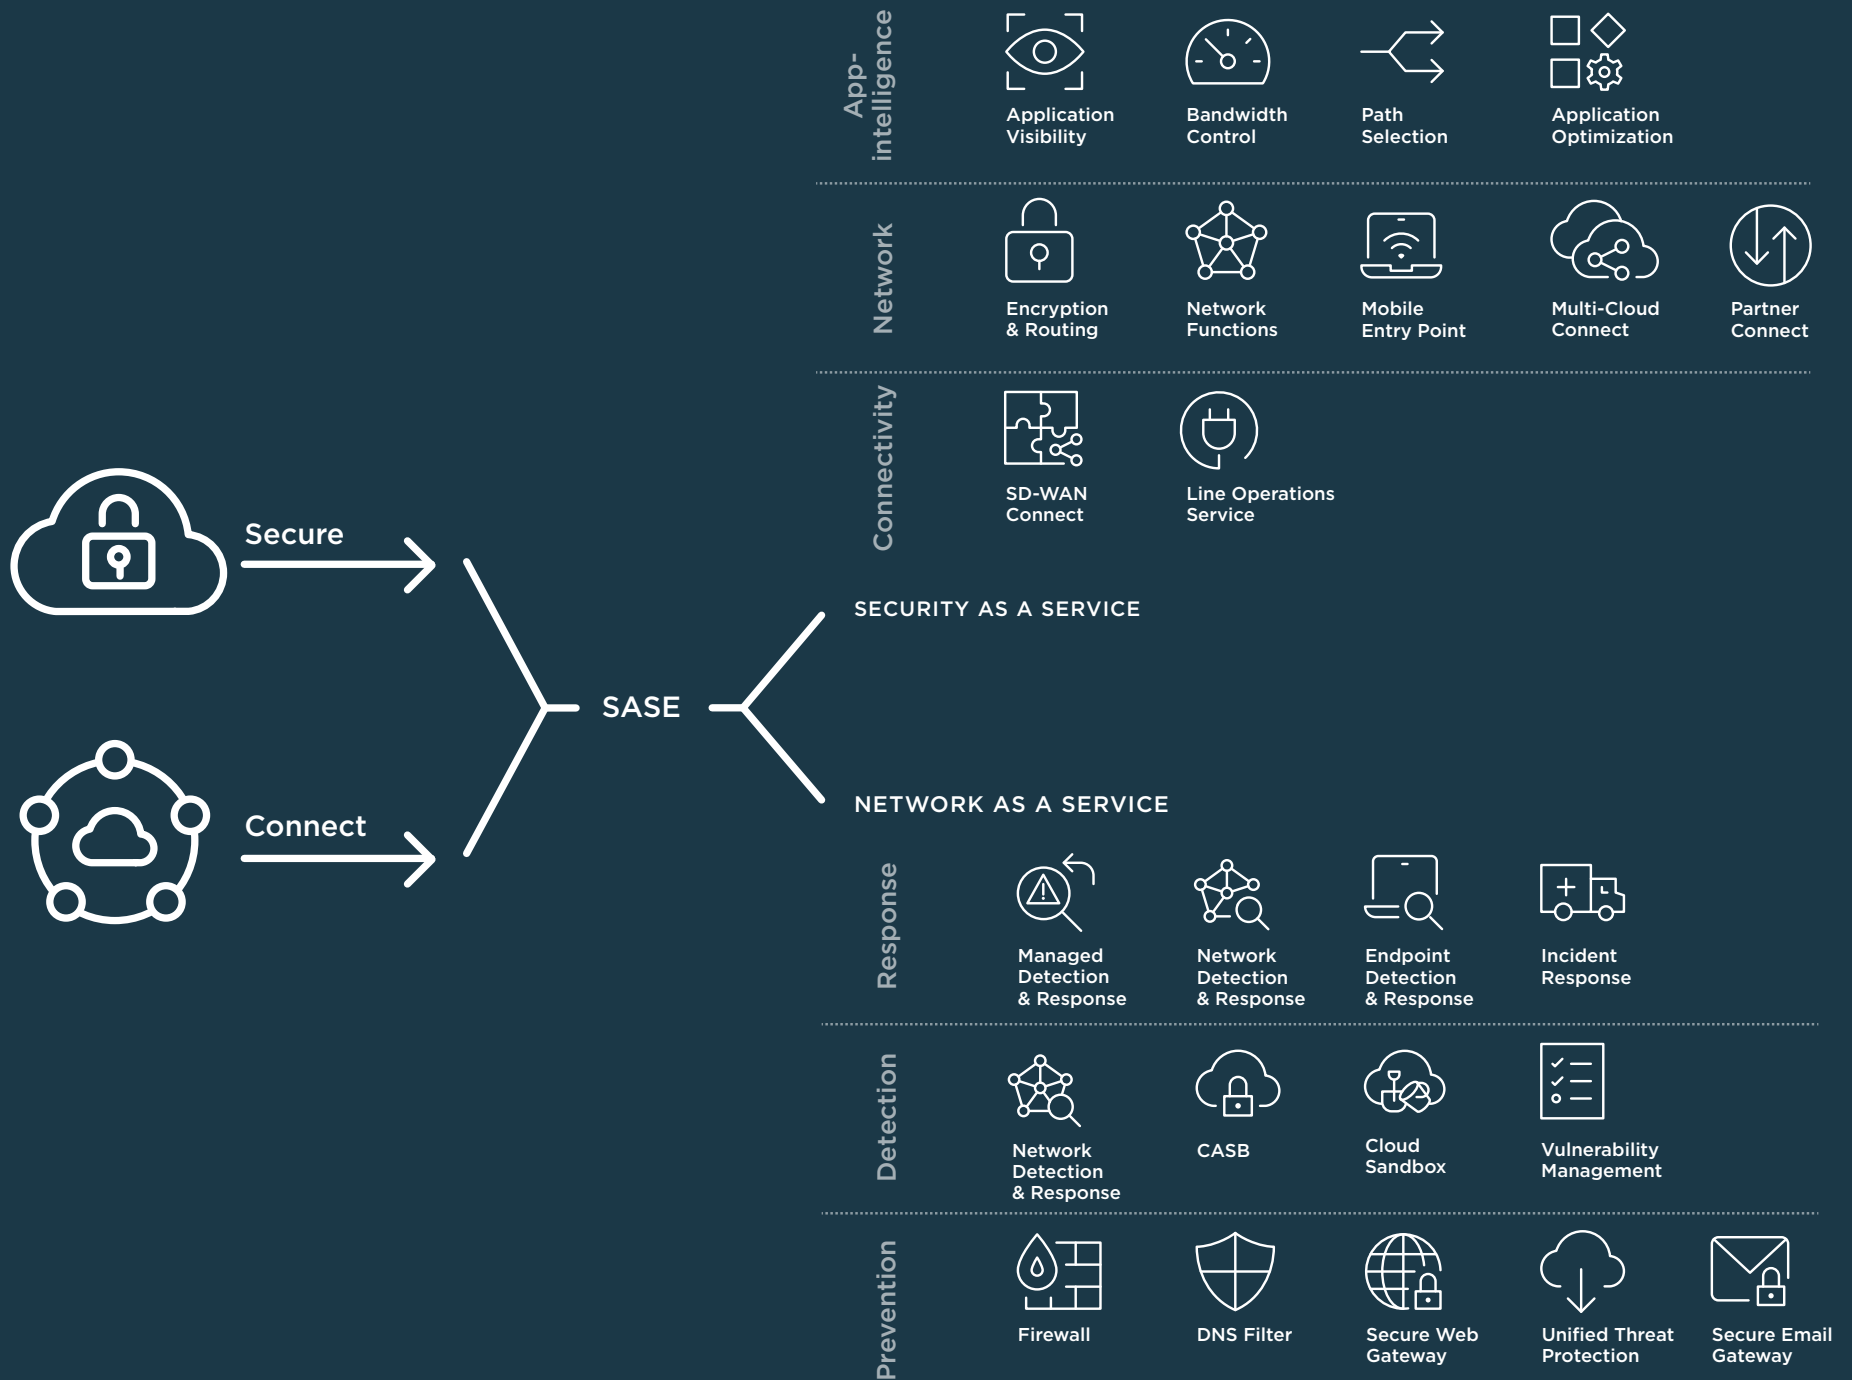 App-
intelligence
Application
Visibility
Bandwidth
Control
Path
Selection
Application
Optimization
Network
Encryption
& Routing
Network
Functions
Mobile
Entry Point
Multi-Cloud
Connect
Partner
Connect
Connectivity
SD-WAN
Connect
Line Operations
Service
Secure
SECURITY AS A SERVICE
SASE
NETWORK AS A SERVICE
Connect
Response
Managed
Detection
& Response
Network
Detection
& Response
Endpoint
Detection
& Response
Incident
Response
Detection
Network
Detection
& Response
CASB
Cloud
Sandbox
Vulnerability
Management
Prevention
Firewall
DNS Filter
Secure Web
Gateway
Unified Threat
Protection
Secure Email
Gateway